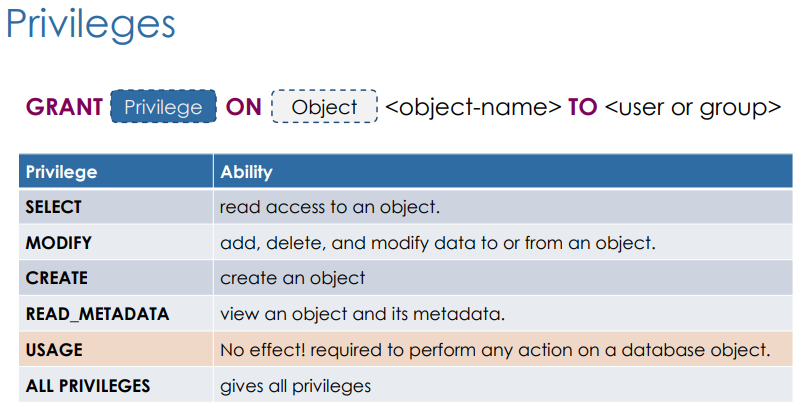 Privileges
GRANT Privilege ON Object <object-name> TO <user or group>
Privilege Ability
SELECT read access to an object.
MODIFY add, delete, and modify data to or from an object.
CREATE create an object
READ_METADATA view an object and its metadata.
USAGE No effect! required to perform any action on a database object.
ALL PRIVILEGES gives all privileges